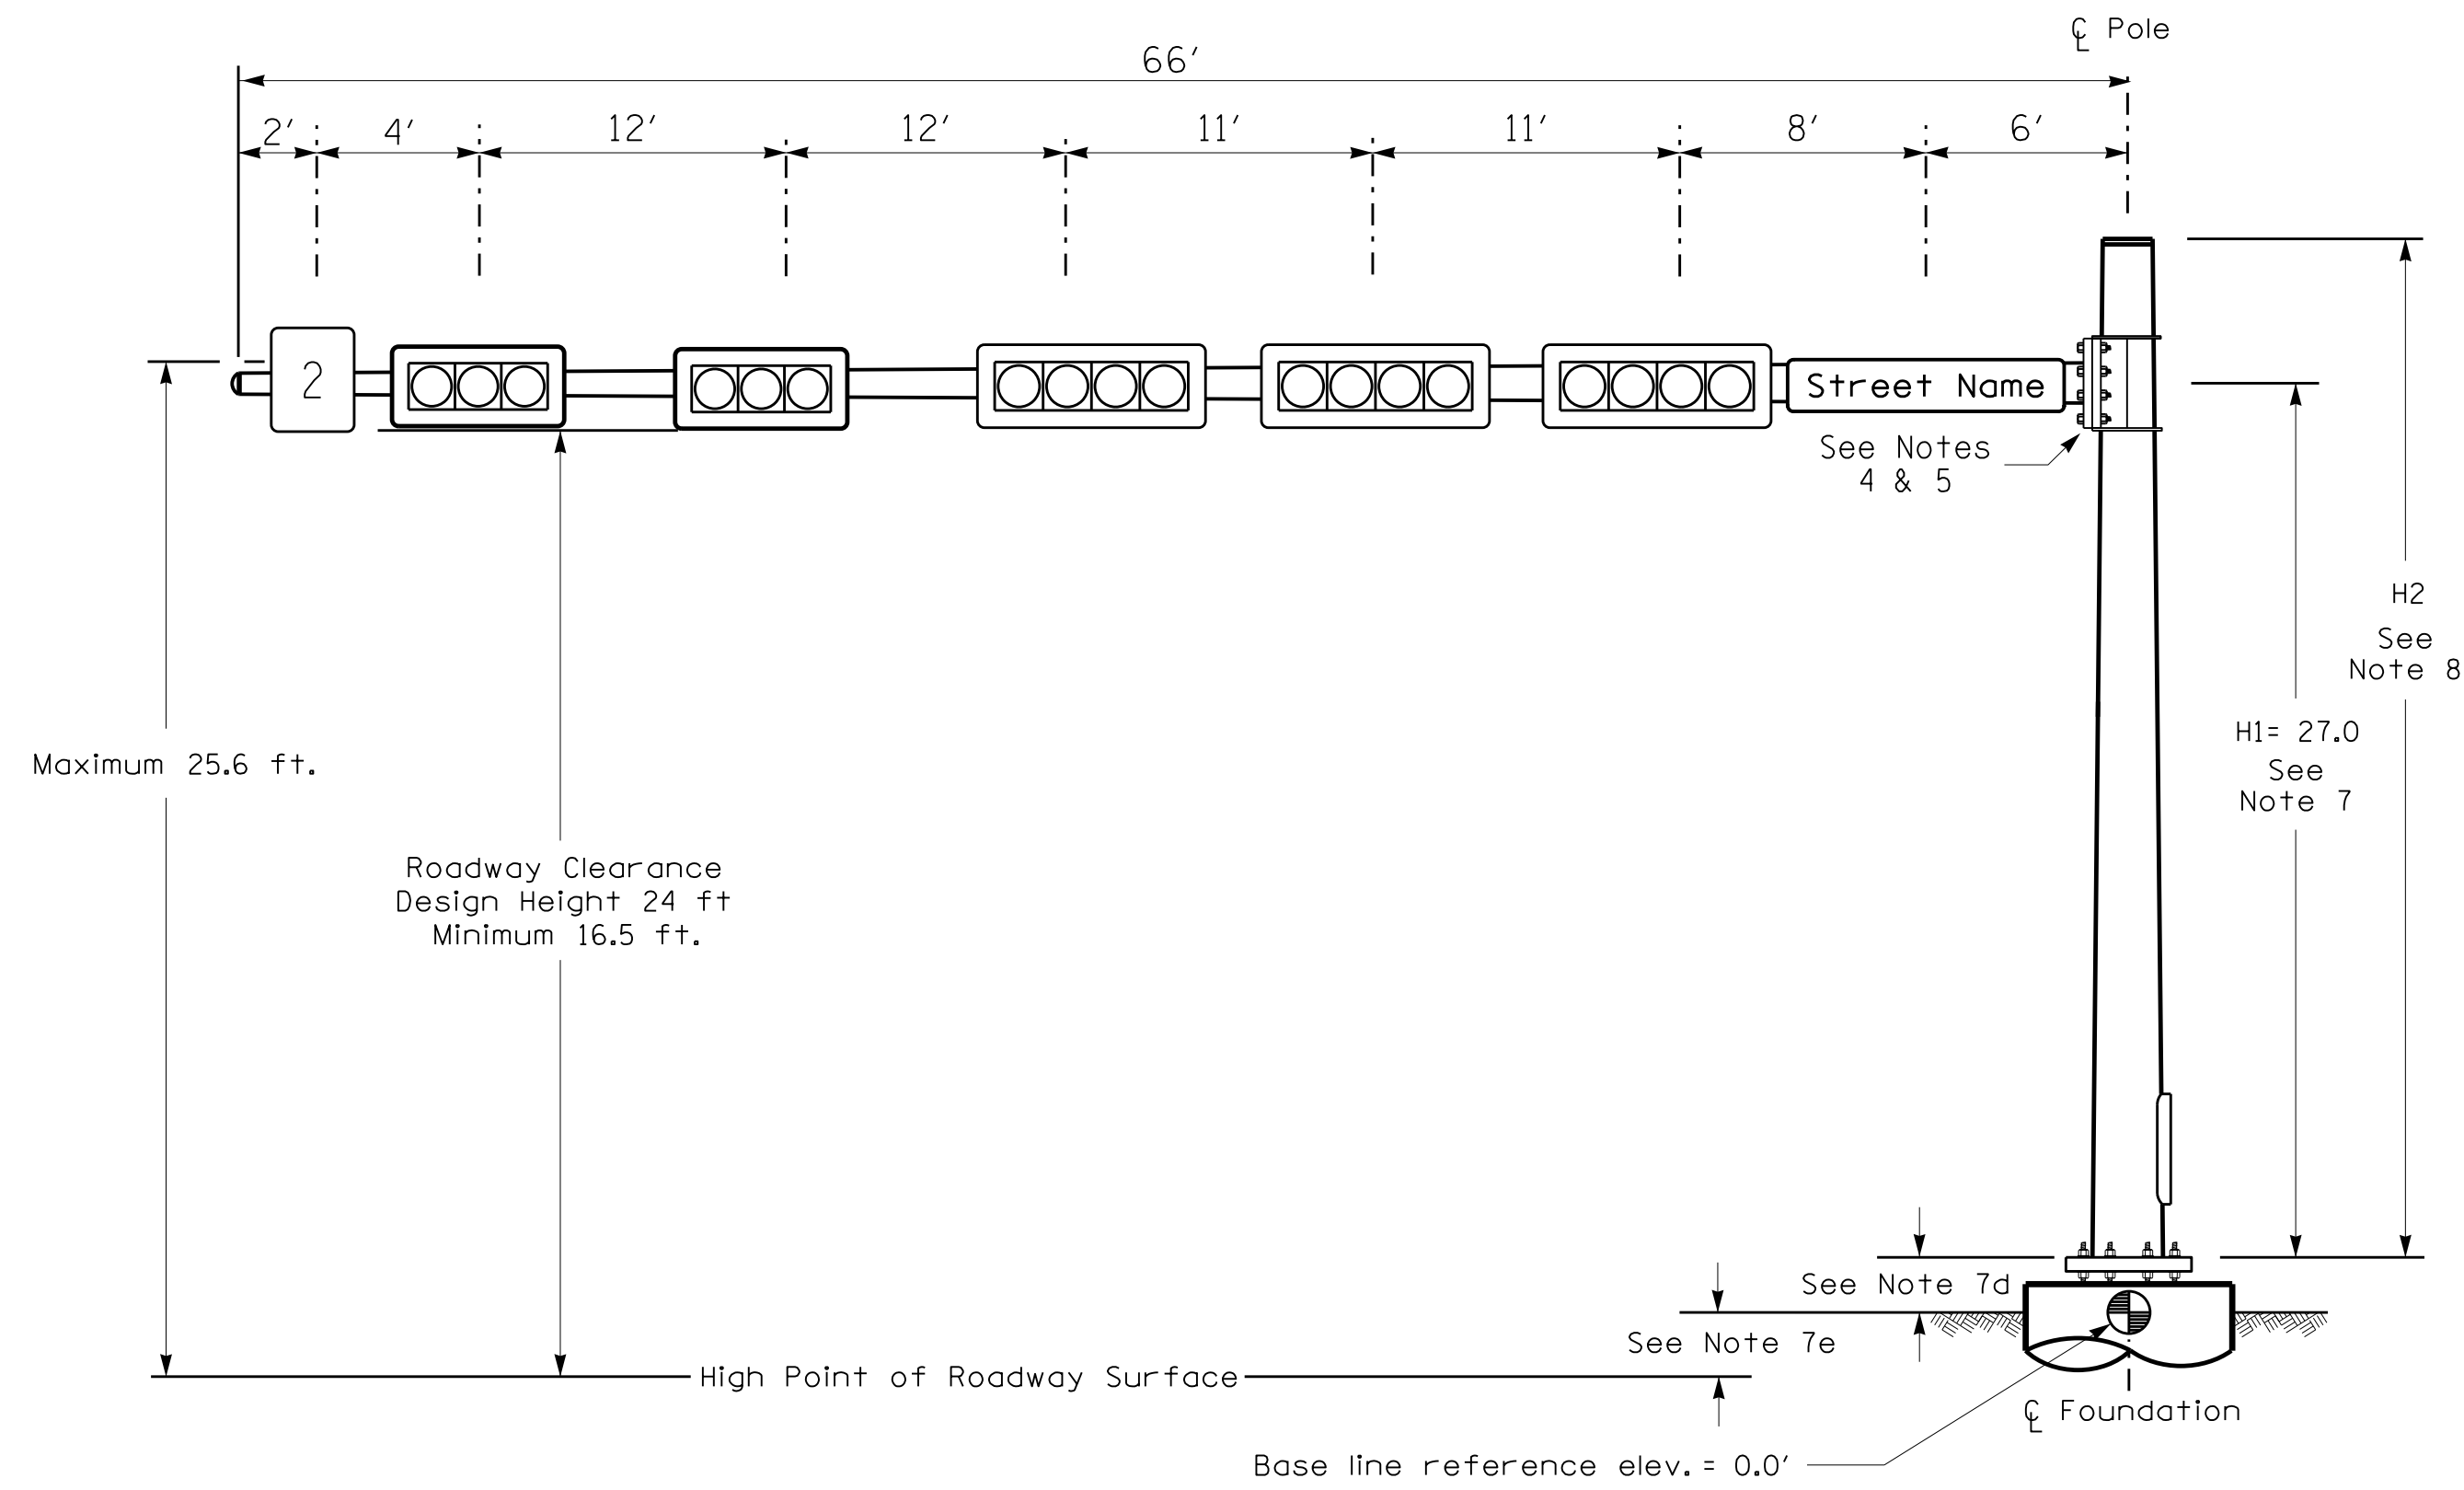 ℄ Pole
66′
2′ 4′ 12′ 12′ 11′ 11′ 8′ 6′
2
Street Name
See Notes
4 & 5
H2
See
Note 8
H1= 27.0
See
Note 7
Maximum 25.6 ft.
Roadway Clearance
Design Height 24 ft
Minimum 16.5 ft.
See Note 7d
See Note 7e
High Point of Roadway Surface
℄ Foundation
Base line reference elev. = 0.0′